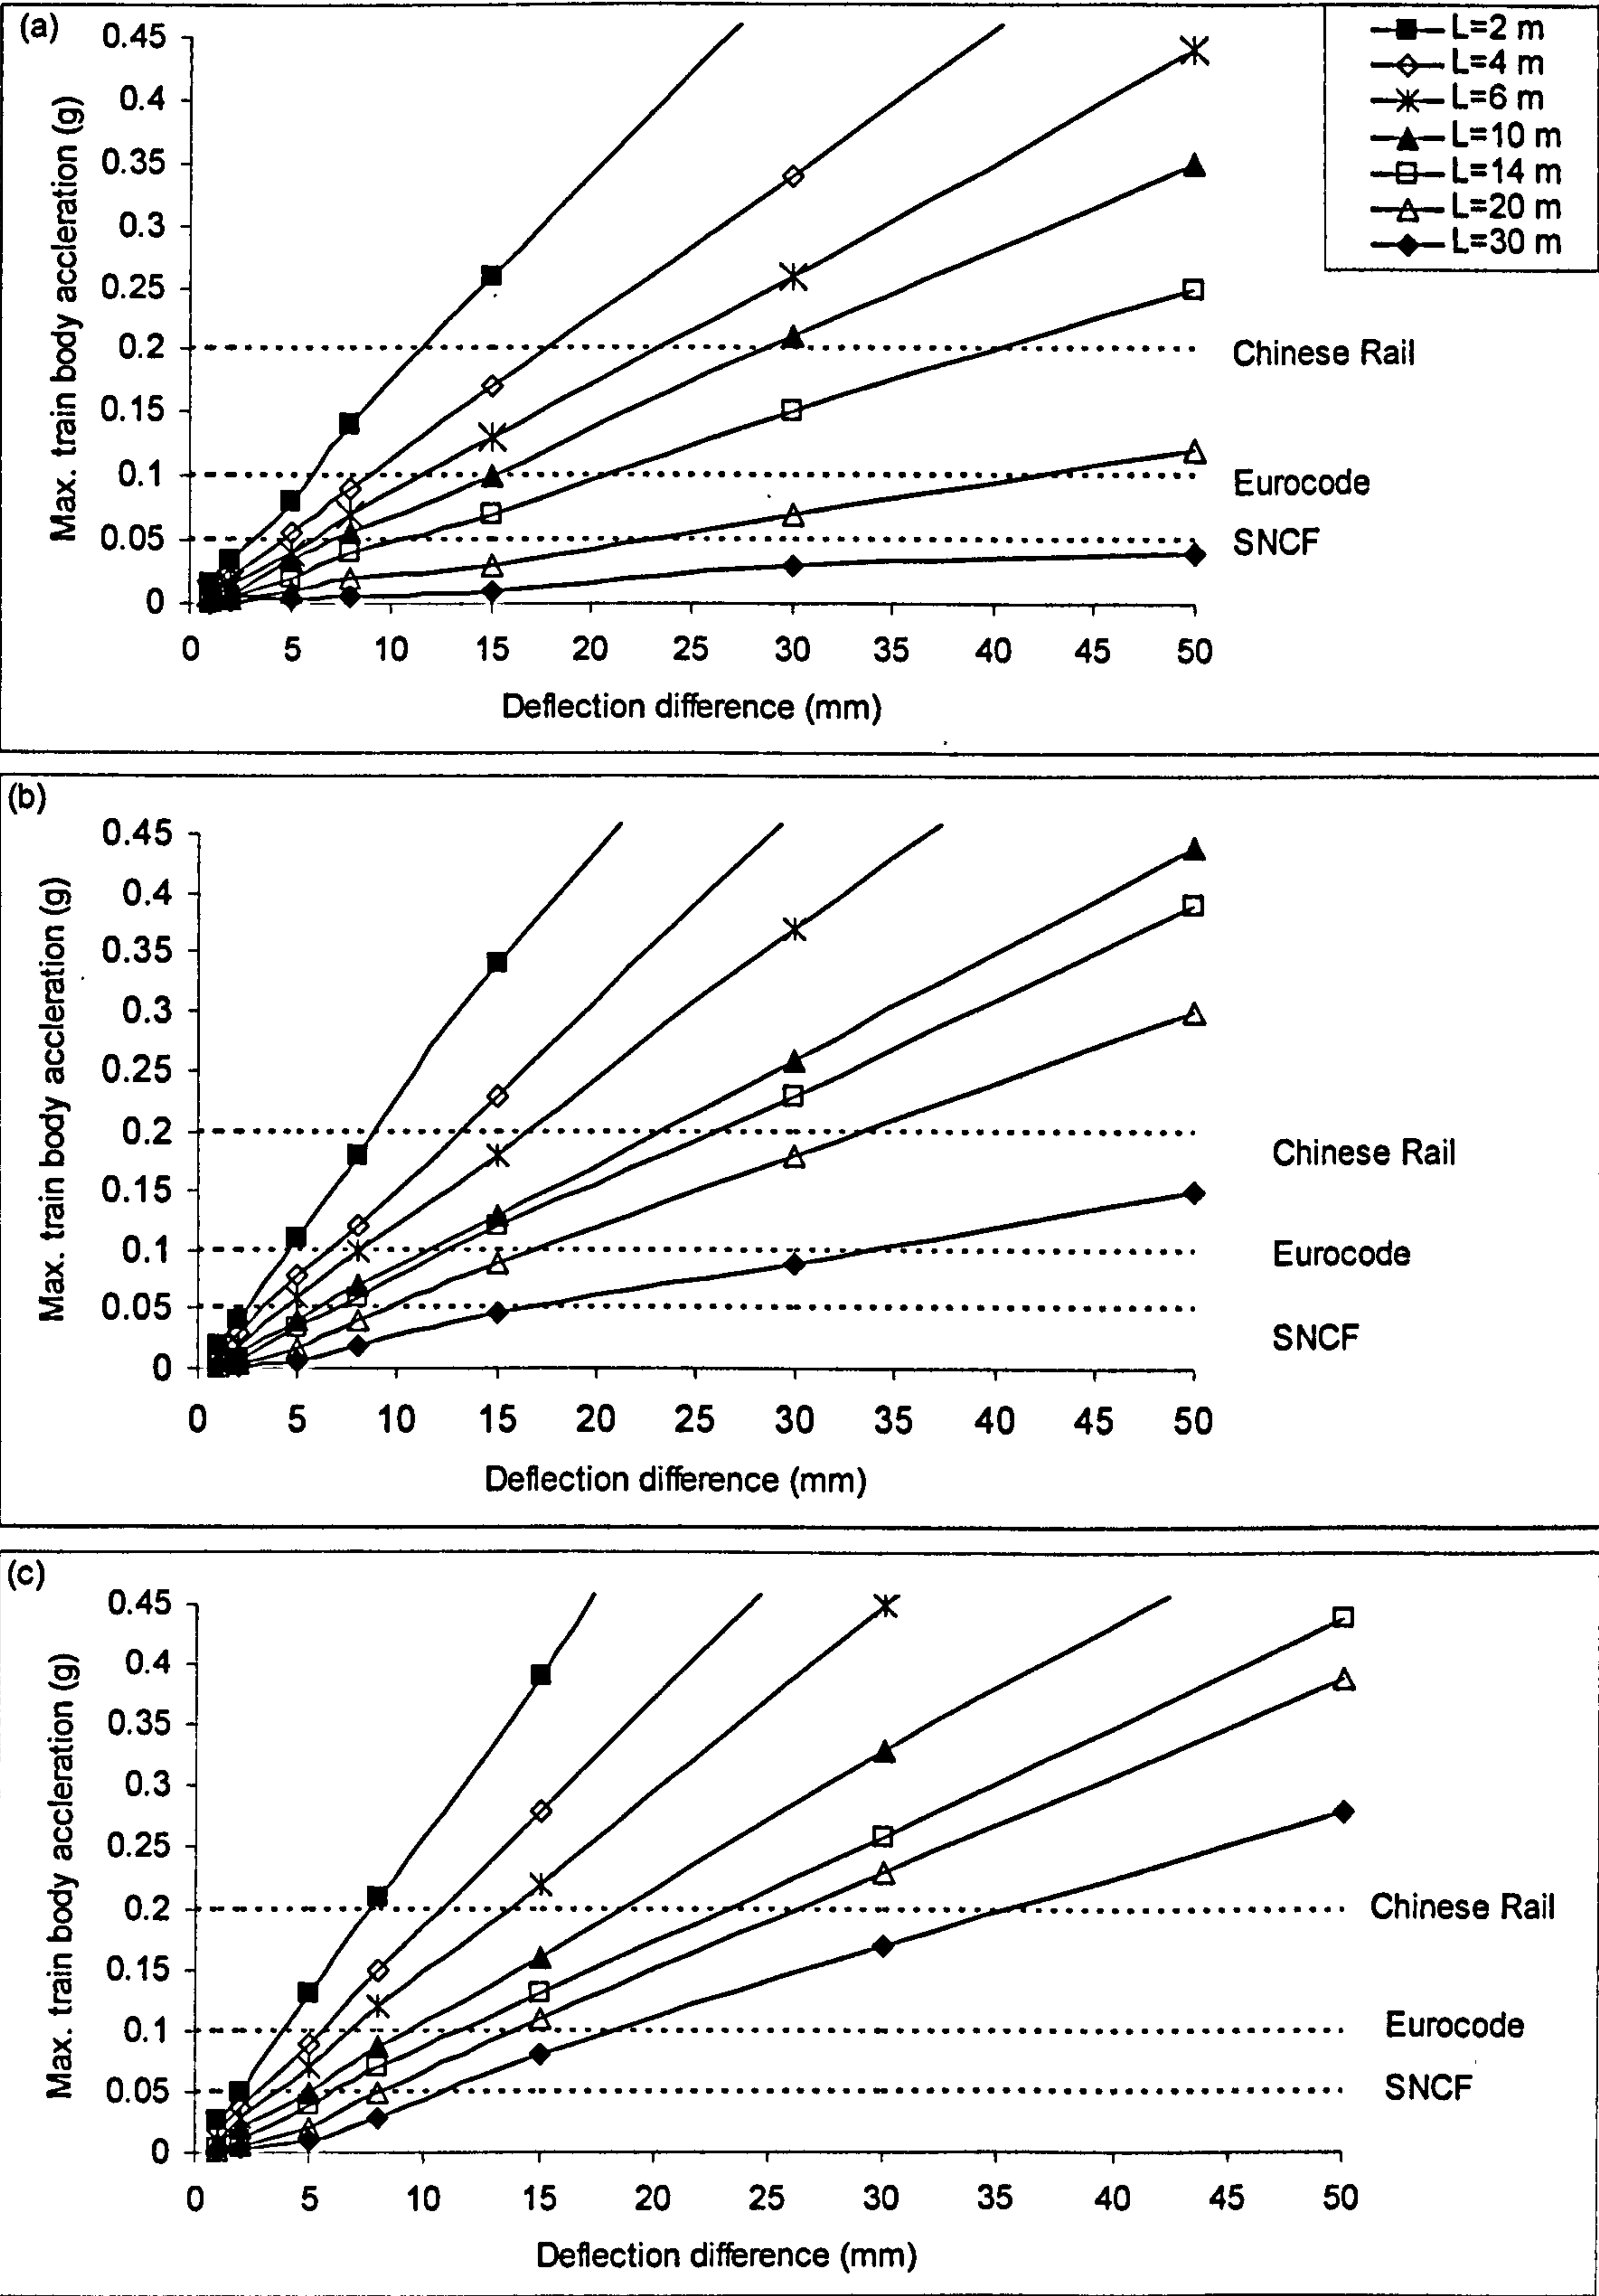 (a)
L=2 m
L=4 m
L=6 m
L=10 m
L=14 m
L=20 m
L=30 m
Max. train body accleration (g)
0.45
0.4
0.35
0.3
0.25
0.2
0.15
0.1
0.05
0
Chinese Rail
Eurocode
SNCF
0 5 10 15 20 25 30 35 40 45 50
Deflection difference (mm)
(b)
Max. train body accleration (g)
0.45
0.4
0.35
0.3
0.25
0.2
0.15
0.1
0.05
0
Chinese Rail
Eurocode
SNCF
0 5 10 15 20 25 30 35 40 45 50
Deflection difference (mm)
(c)
Max. train body accleration (g)
0.45
0.4
0.35
0.3
0.25
0.2
0.15
0.1
0.05
0
Chinese Rail
Eurocode
SNCF
0 5 10 15 20 25 30 35 40 45 50
Deflection difference (mm)